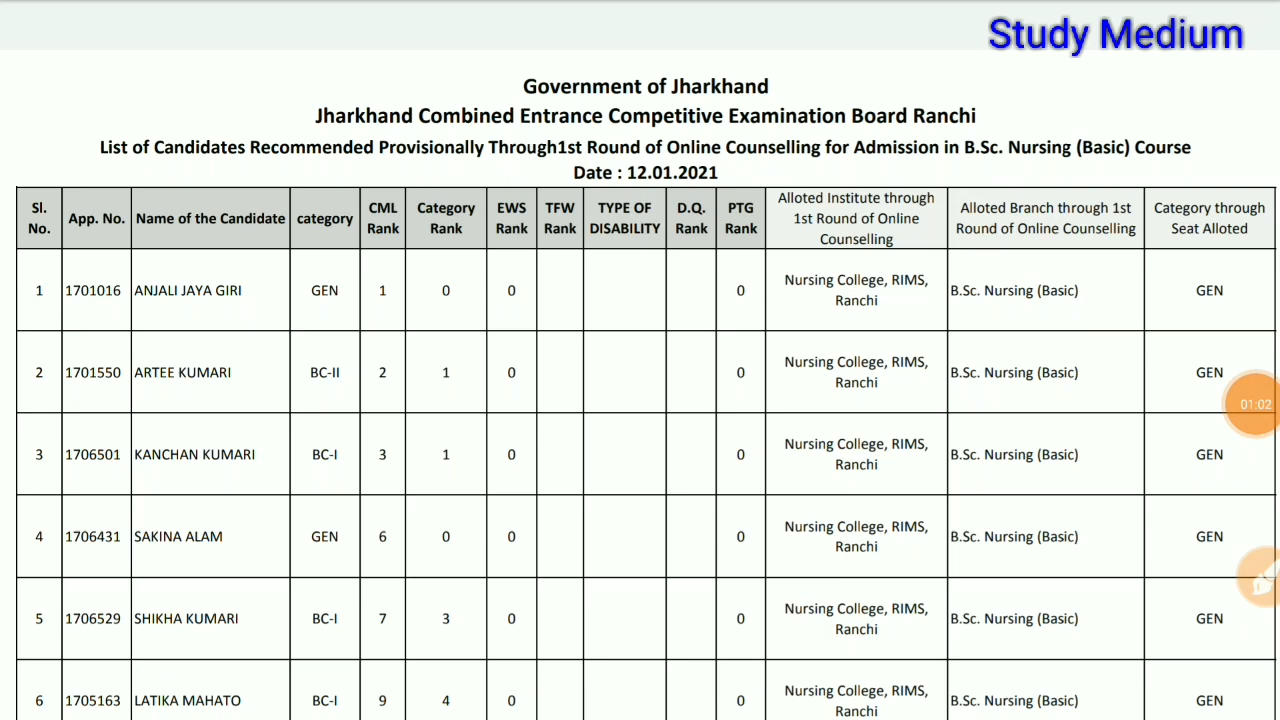 Study Medium
Government of Jharkhand
Jharkhand Combined Entrance Competitive Examination Board Ranchi
List of Candidates Recommended Provisionally Through1st Round of Online Counselling for Admission in B.Sc. Nursing (Basic) Course
Date : 12.01.2021
Sl. No. App. No. Name of the Candidate category CML Rank Category Rank EWS Rank TFW Rank TYPE OF DISABILITY D.Q. Rank PTG Rank Alloted Institute through 1st Round of Online Counselling Alloted Branch through 1st Round of Online Counselling Category through Seat Alloted
1 1701016 ANJALI JAYA GIRI GEN 1 0 0 0 Nursing College, RIMS, Ranchi B.Sc. Nursing (Basic) GEN
2 1701550 ARTEE KUMARI BC-II 2 1 0 0 Nursing College, RIMS, Ranchi B.Sc. Nursing (Basic) GEN
01:02
3 1706501 KANCHAN KUMARI BC-I 3 1 0 0 Nursing College, RIMS, Ranchi B.Sc. Nursing (Basic) GEN
4 1706431 SAKINA ALAM GEN 6 0 0 0 Nursing College, RIMS, Ranchi B.Sc. Nursing (Basic) GEN
5 1706529 SHIKHA KUMARI BC-I 7 3 0 0 Nursing College, RIMS, Ranchi B.Sc. Nursing (Basic) GEN
6 1705163 LATIKA MAHATO BC-I 9 4 0 0 Nursing College, RIMS, Ranchi B.Sc. Nursing (Basic) GEN